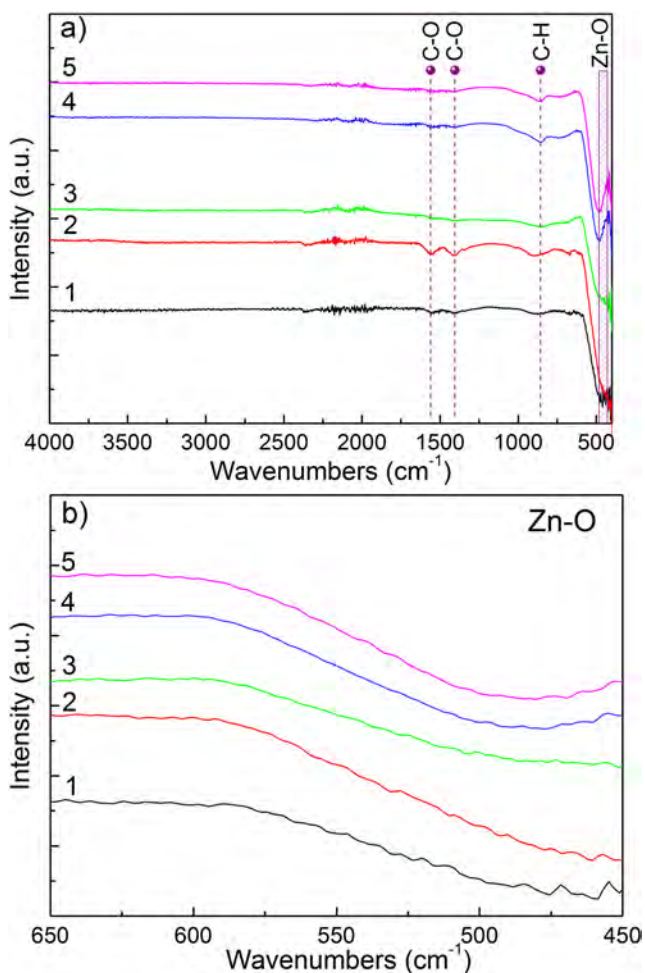 a)
C-O
C-O
C-H
Zn-O
5
4
3
2
1
Intensity (a.u.)
4000 3500 3000 2500 2000 1500 1000 500
Wavenumbers (cm⁻¹)
b)
Zn-O
5
4
3
2
1
Intensity (a.u.)
650 600 550 500 450
Wavenumbers (cm⁻¹)